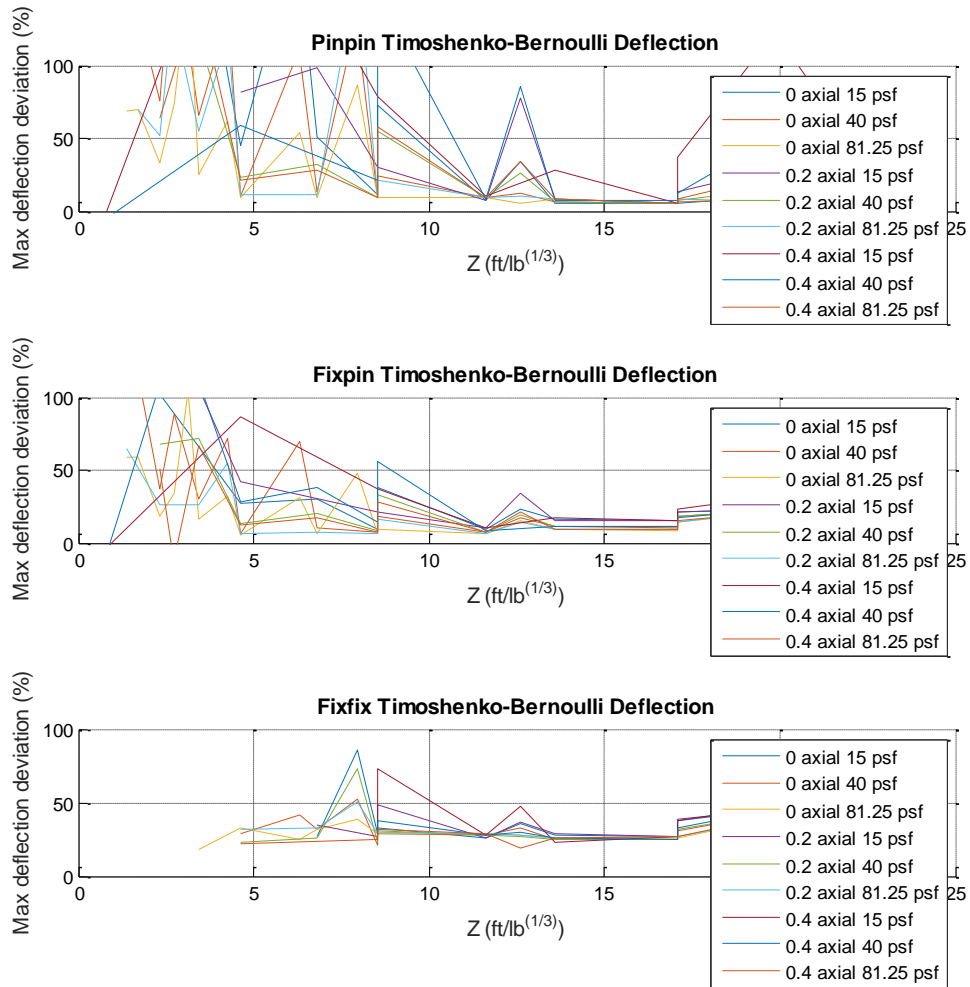 Pinpin Timoshenko-Bernoulli Deflection
Max deflection deviation (%)
100
50
0
0 5 10 15 25
Z (ft/lb^(1/3))
0 axial 15 psf
0 axial 40 psf
0 axial 81.25 psf
0.2 axial 15 psf
0.2 axial 40 psf
0.2 axial 81.25 psf
0.4 axial 15 psf
0.4 axial 40 psf
0.4 axial 81.25 psf
Fixpin Timoshenko-Bernoulli Deflection
Max deflection deviation (%)
100
50
0
0 5 10 15 25
Z (ft/lb^(1/3))
0 axial 15 psf
0 axial 40 psf
0 axial 81.25 psf
0.2 axial 15 psf
0.2 axial 40 psf
0.2 axial 81.25 psf
0.4 axial 15 psf
0.4 axial 40 psf
0.4 axial 81.25 psf
Fixfix Timoshenko-Bernoulli Deflection
Max deflection deviation (%)
100
50
0
0 5 10 15 25
Z (ft/lb^(1/3))
0 axial 15 psf
0 axial 40 psf
0 axial 81.25 psf
0.2 axial 15 psf
0.2 axial 40 psf
0.2 axial 81.25 psf
0.4 axial 15 psf
0.4 axial 40 psf
0.4 axial 81.25 psf